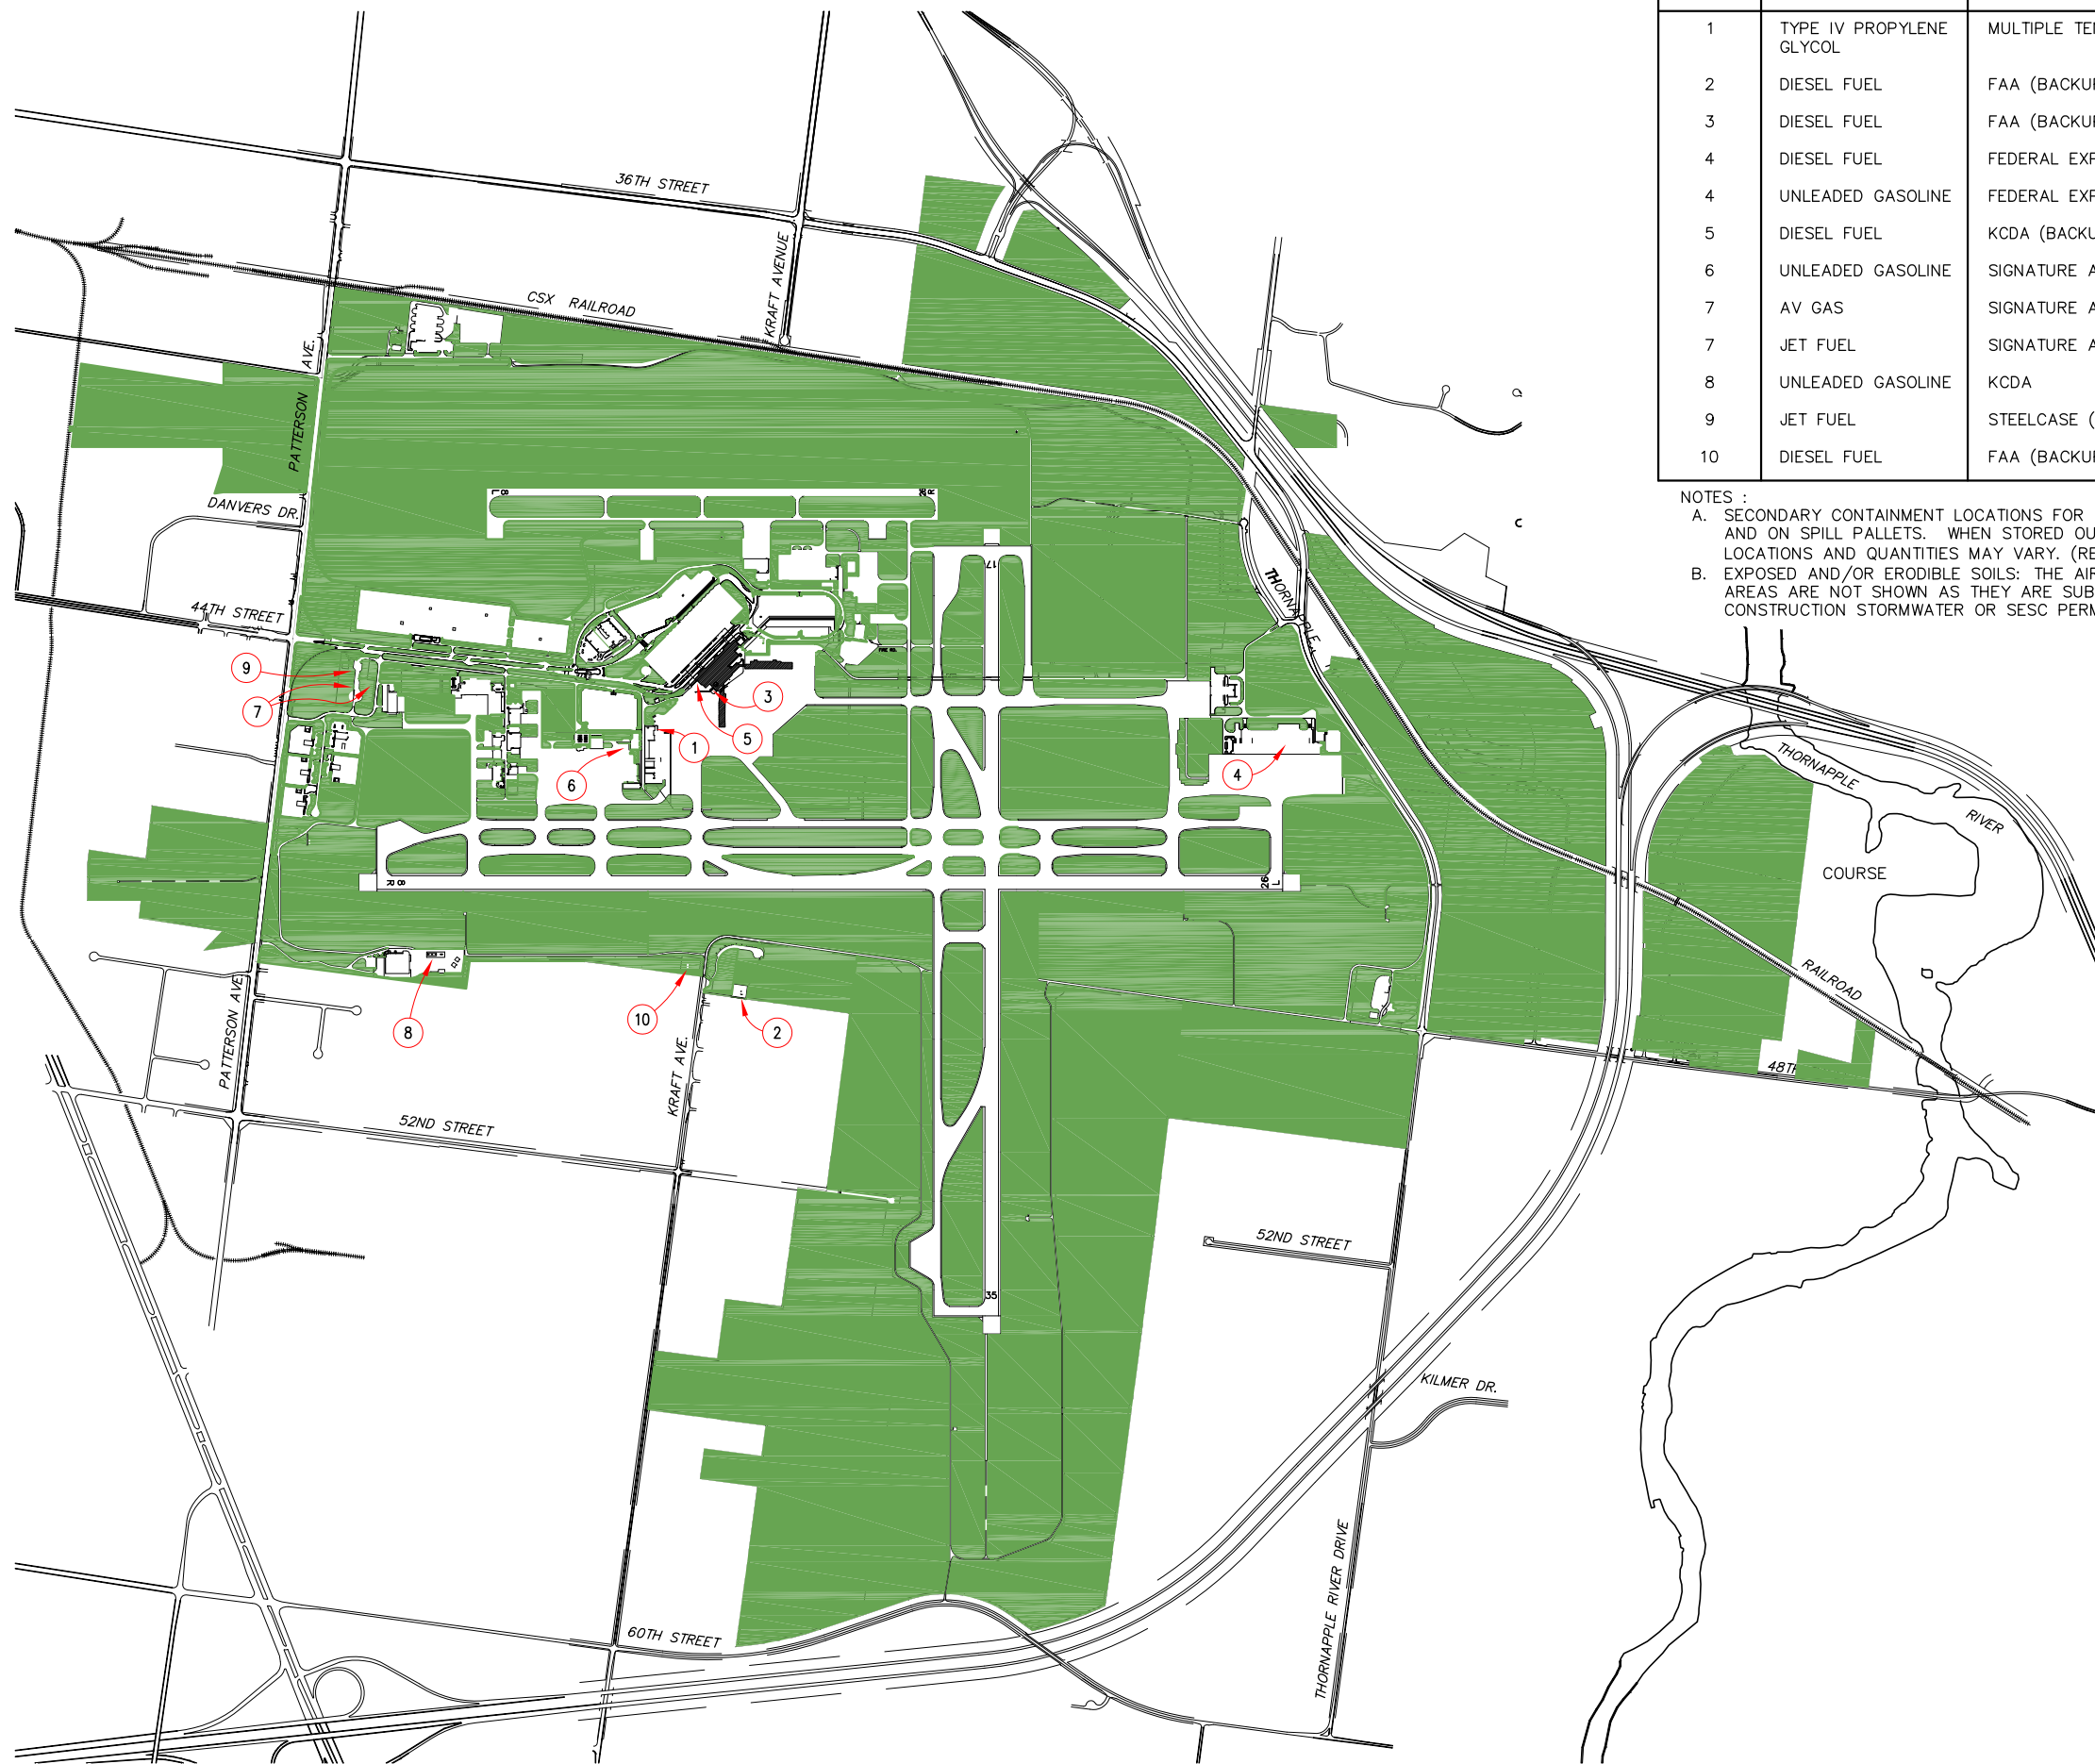 1 TYPE IV PROPYLENE GLYCOL MULTIPLE
2 DIESEL FUEL FAA
3 DIESEL FUEL FAA
4 DIESEL FUEL FEDERAL
4 UNLEADED GASOLINE FEDERAL
5 DIESEL FUEL KCDA
6 UNLEADED GASOLINE SIGNATURE
7 AV GAS SIGNATURE
7 JET FUEL SIGNATURE
8 UNLEADED GASOLINE KCDA
9 JET FUEL STEELCASE (
10 DIESEL FUEL FAA
NOTES :
A. SECONDARY CONTAINMENT LOCATIONS FOR
AND ON SPILL PALLETS. WHEN STORED
LOCATIONS AND QUANTITIES MAY VARY.
B. EXPOSED AND/OR ERODIBLE SOILS: THE
AREAS ARE NOT SHOWN AS THEY ARE
CONSTRUCTION STORMWATER OR SESC
36TH STREET
KRAFT AVENUE
CSX RAILROAD
PATTERSON AVE.
DANVERS DR.
44TH STREET
L 8
26 R
17
THORNAPPLE
9
7
3
5
1
6
4
THORNAPPLE
RIVER
COURSE
R 8
26 L
RAILROAD
8
10
2
PATTERSON AVE.
KRAFT AVE.
48TH
52ND STREET
52ND STREET
35
KILMER DR.
THORNAPPLE RIVER DRIVE
60TH STREET